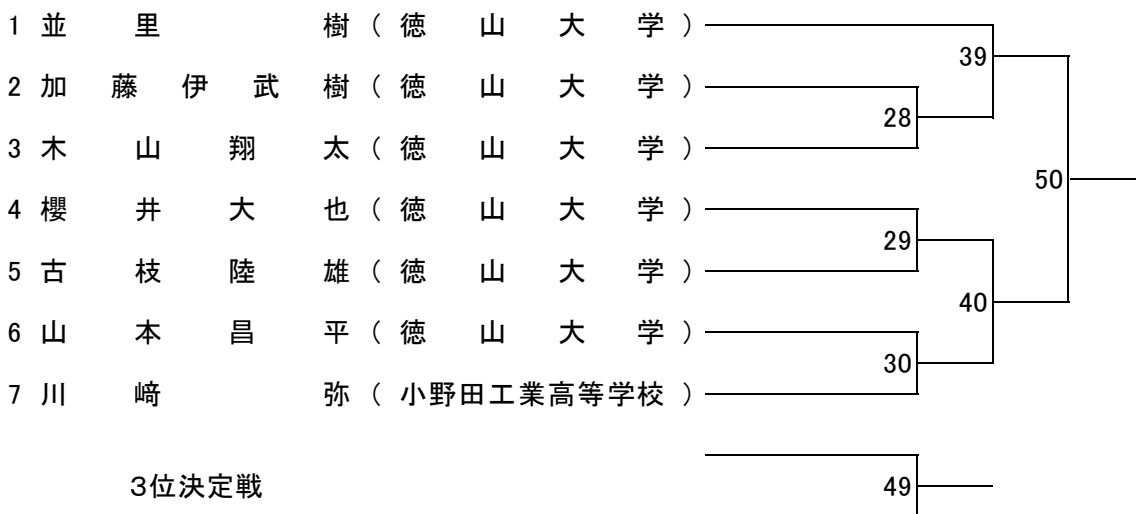 1 並里 樹 ( 徳山大学 )
39
2 加藤伊武樹 ( 徳山大学 )
28
3 木山翔太 ( 徳山大学 )
50
4 櫻井大也 ( 徳山大学 )
29
5 古枝陸雄 ( 徳山大学 )
40
6 山本昌平 ( 徳山大学 )
30
7 川﨑 弥 ( 小野田工業高等学校 )
3位決定戦 49